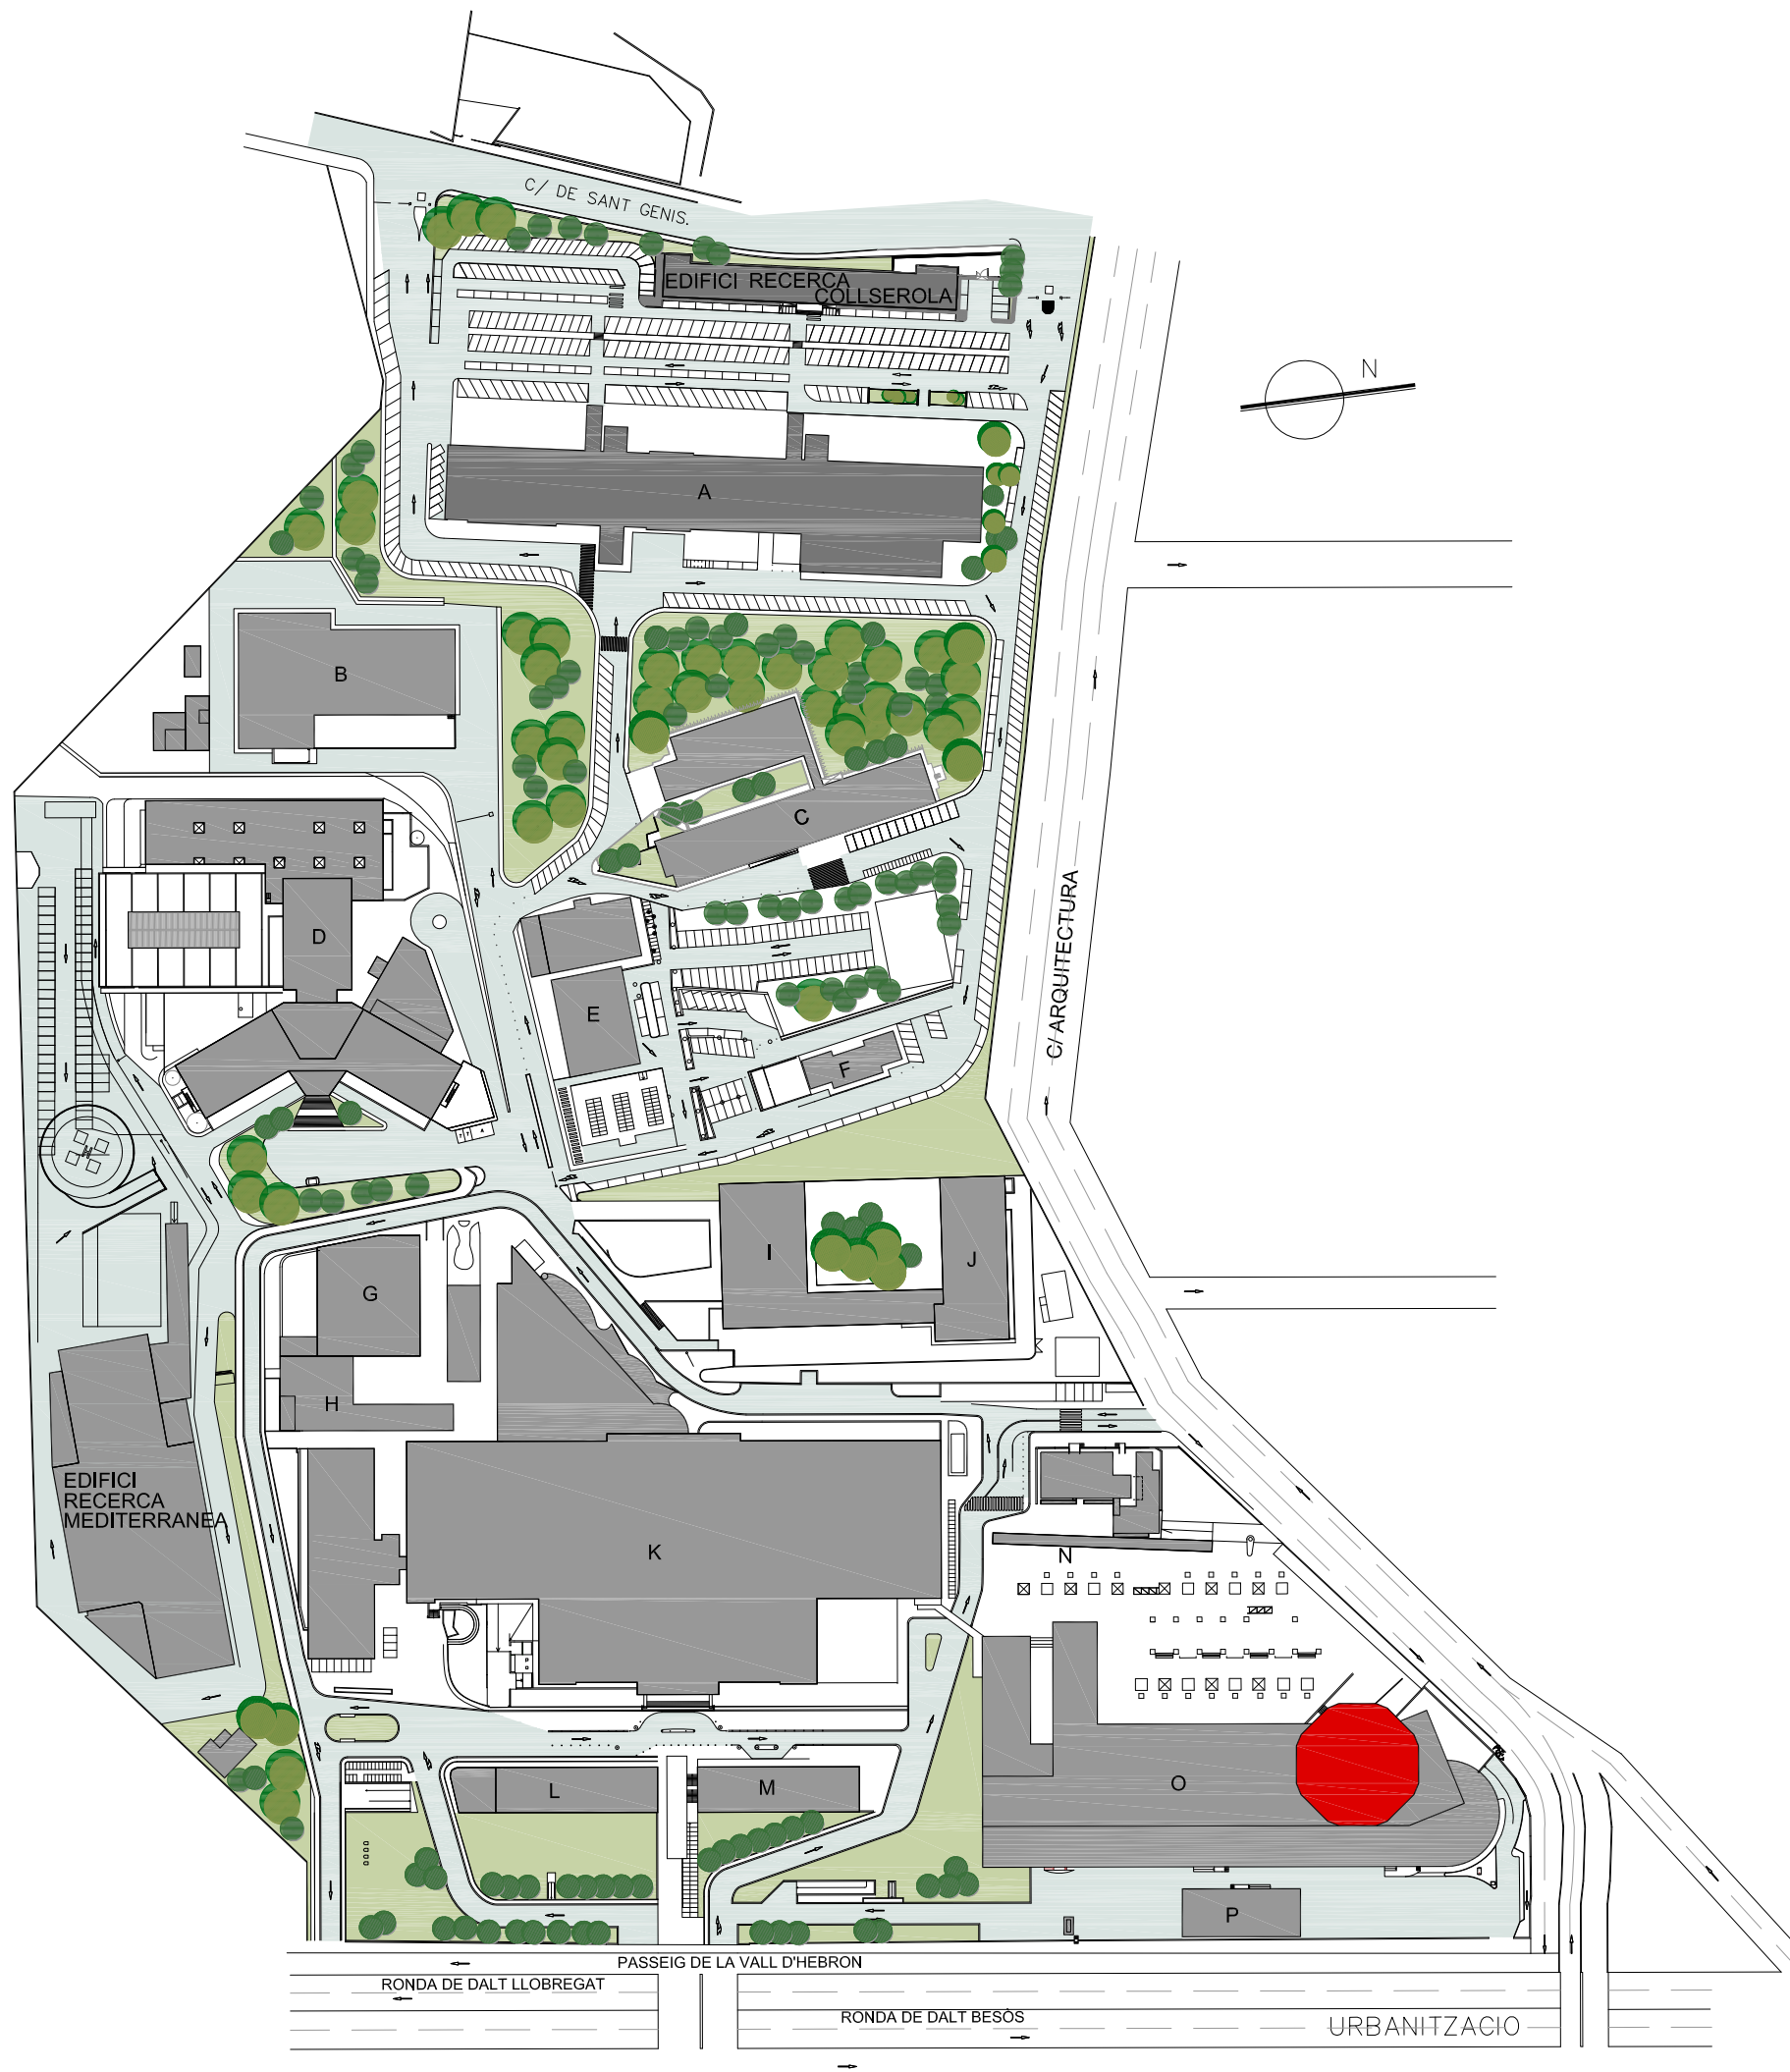 C/ DE SANT GENIS.
EDIFICI RECERCA
COLLSEROLA
N
A
B
C
C/ ARQUITECTURA
D
E
F
I
J
G
H
EDIFICI
RECERCA
MEDITERRANEA
K
N
L
M
O
P
PASSEIG DE LA VALL D'HEBRON
RONDA DE DALT LLOBREGAT
RONDA DE DALT BESÒS
URBANITZACIO